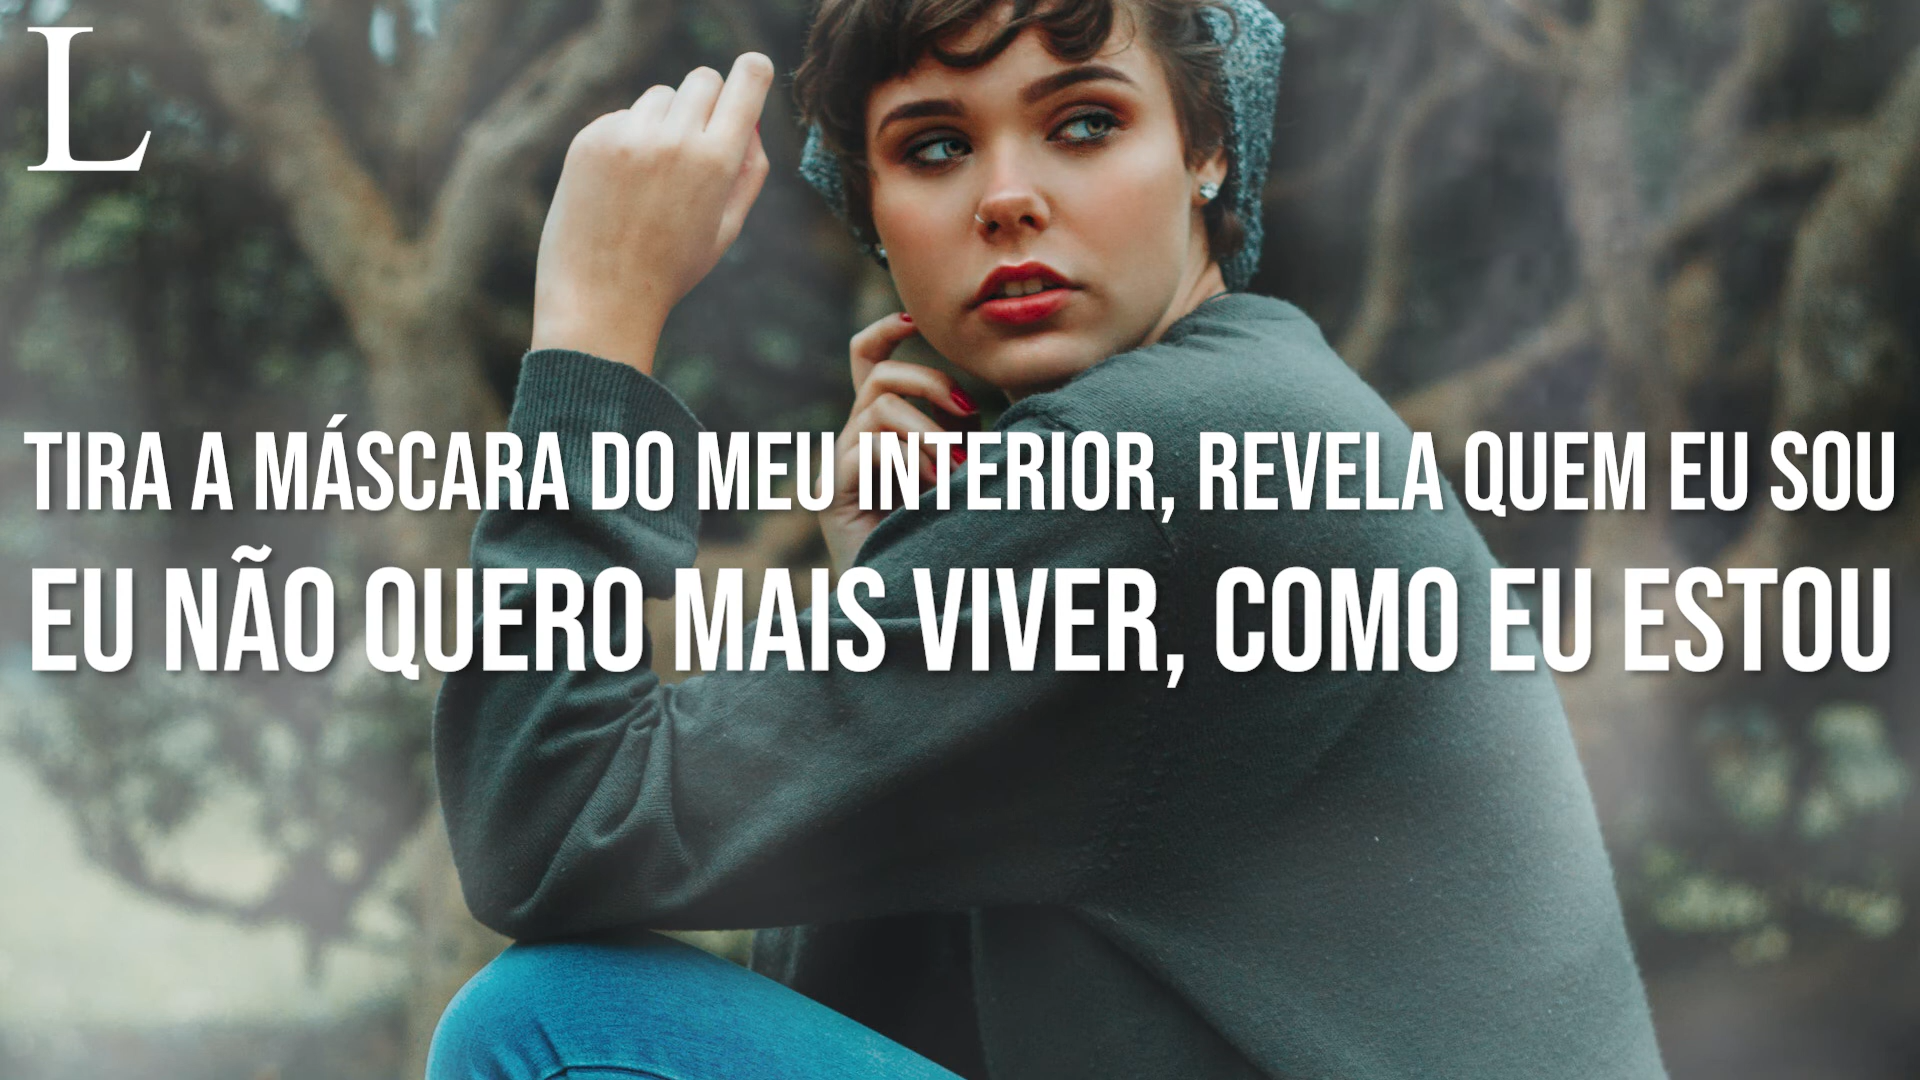 L
TIRA A MÁSCARA DO MEU INTERIOR, REVELA QUEM EU SOU
EU NÃO QUERO MAIS VIVER, COMO EU ESTOU